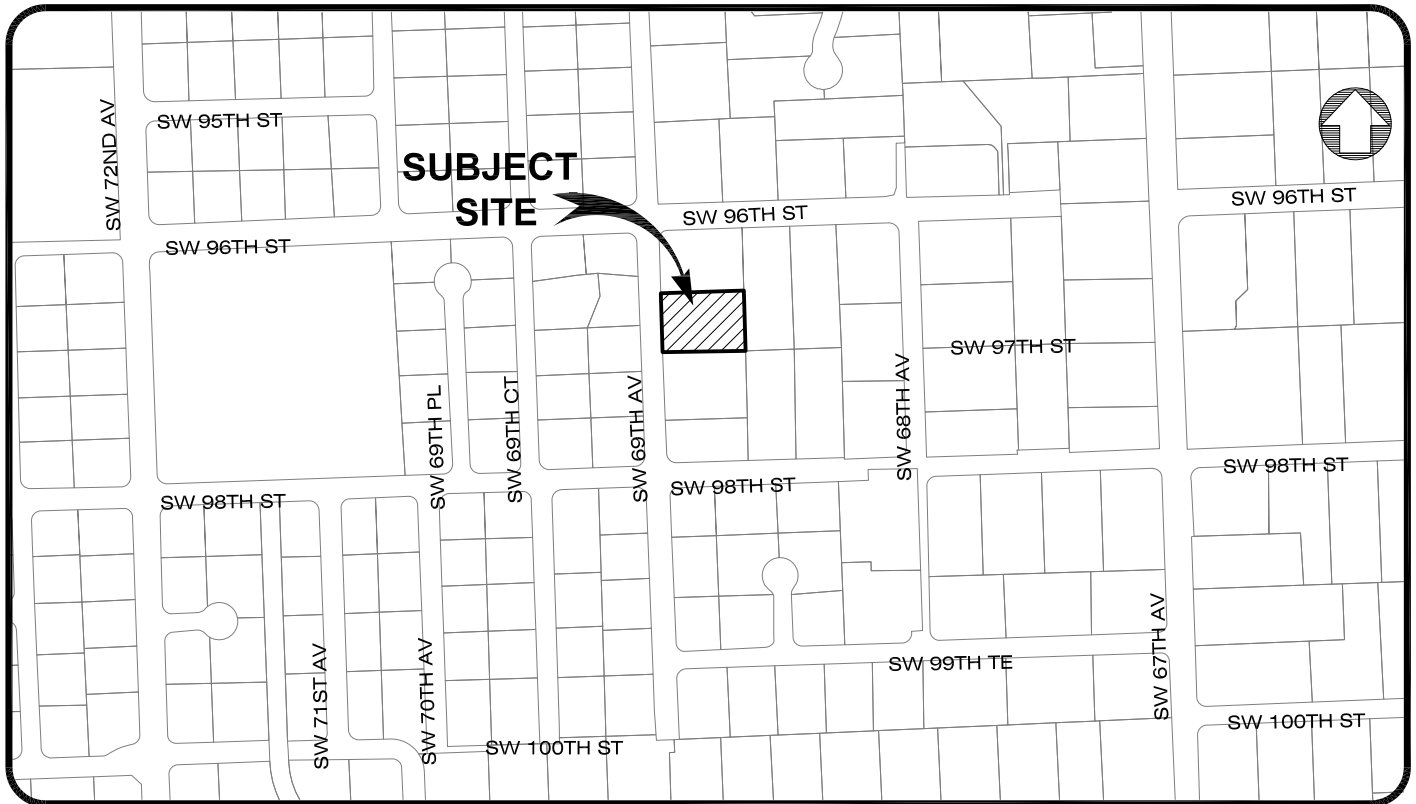 SW 72ND AV
SW 95TH ST
SUBJECT
SITE
SW 96TH ST
SW 96TH ST
SW 96TH ST
SW 97TH ST
SW 69TH PL
SW 69TH CT
SW 69TH AV
SW 68TH AV
SW 98TH ST
SW 98TH ST
SW 98TH ST
SW 71ST AV
SW 70TH AV
SW 67TH AV
SW 99TH TE
SW 100TH ST
SW 100TH ST